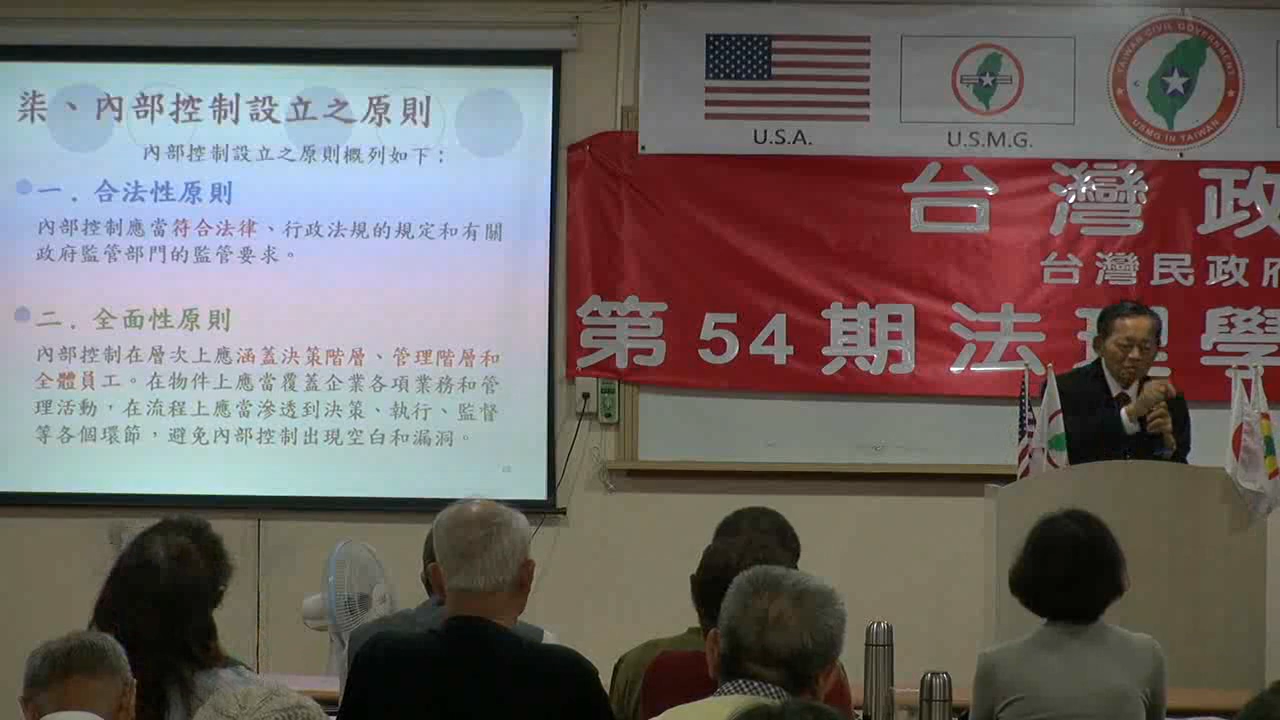 柒、內部控制設立之原則
內部控制設立之原則概列如下：
一．合法性原則
內部控制應當符合法律、行政法規的規定和有關
政府監管部門的監管要求。
二．全面性原則
內部控制在層次上應涵蓋決策階層、管理階層和
全體員工。在物件上應當覆蓋企業各項業務和管
理活動，在流程上應當滲透到決策、執行、監督
等各個環節，避免內部控制出現空白和漏洞。
U.S.A.
U.S.M.G.
TAIWAN CIVIL GOVERNMENT
USMG IN TAIWAN
台灣政
台灣民政府
第54期法理學